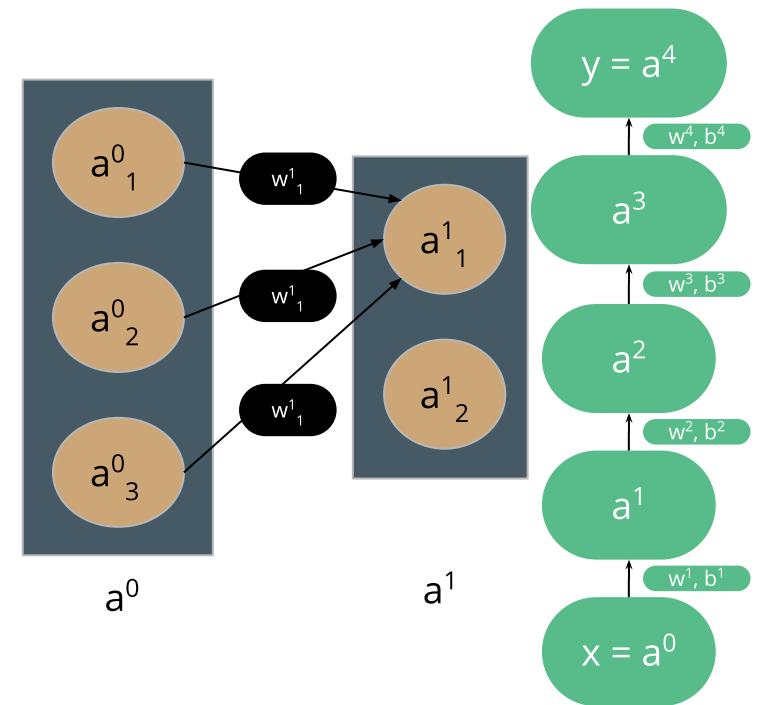 a⁰₁
a⁰₂
a⁰₃
a⁰
w¹₁
w¹₁
w¹₁
a¹₁
a¹₂
a¹
y = a⁴
w⁴, b⁴
a³
w³, b³
a²
w², b²
a¹
w¹, b¹
x = a⁰